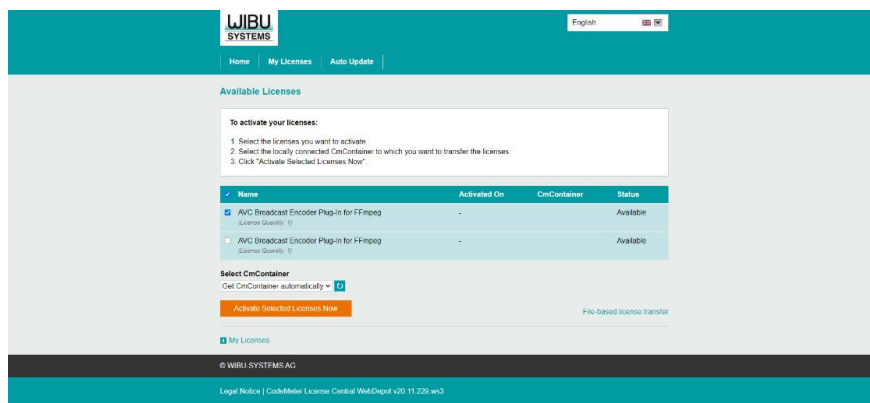 WIBU
SYSTEMS
English
Home My Licenses Auto Update
Available Licenses
To activate your licenses:
1. Select the licenses you want to activate.
2. Select the locally connected CmContainer to which you want to transfer the licenses.
3. Click "Activate Selected Licenses Now".
Name Activated On CmContainer Status
AVC Broadcast Encoder Plug-In for FFmpeg - Available
(License Quantity: 1)
AVC Broadcast Encoder Plug-In for FFmpeg - Available
(License Quantity: 1)
Select CmContainer
Get CmContainer automatically
Activate Selected Licenses Now
File-based license transfer
My Licenses
© WIBU-SYSTEMS AG
Legal Notice | CodeMeter License Central WebDepot v20.11.229.ws3